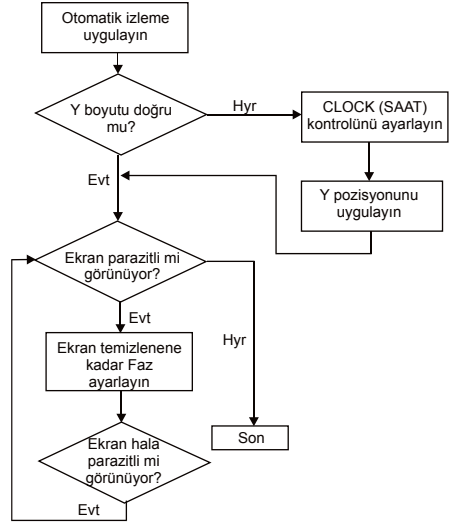 Otomatik izleme
uygulayın
Y boyutu doğru
mu?
Hyr
CLOCK (SAAT)
kontrolünü ayarlayın
Evt
Y pozisyonunu
uygulayın
Ekran parazitli mi
görünüyor?
Evt
Hyr
Ekran temizlenene
kadar Faz
ayarlayın
Son
Ekran hala
parazitli mi
görünüyor?
Evt